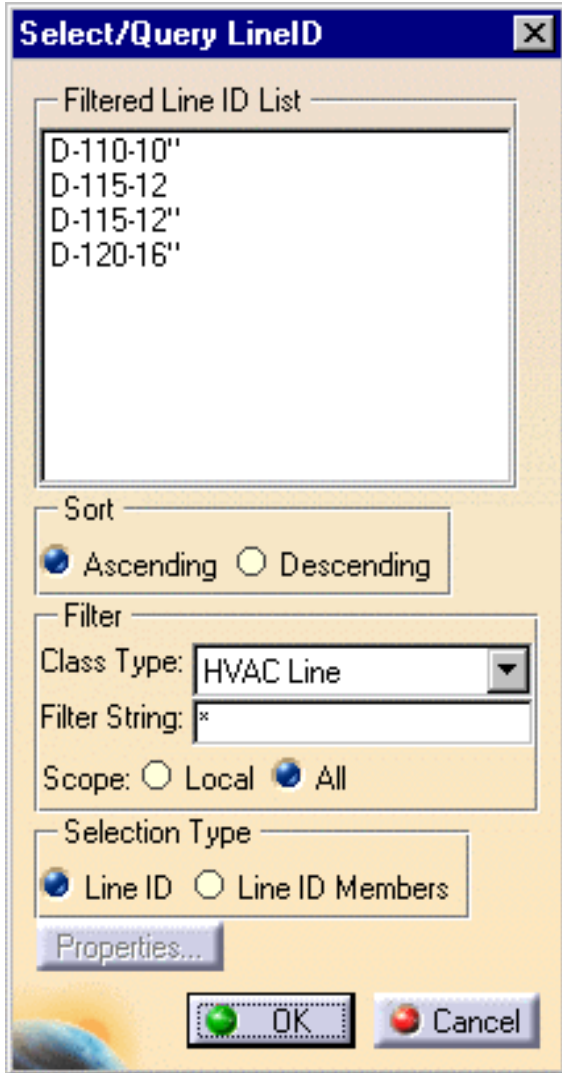 Select/Query LineID
Filtered Line ID List
D-110-10"
D-115-12
D-115-12"
D-120-16"
Sort
Ascending Descending
Filter
Class Type: HVAC Line
Filter String: *
Scope: Local All
Selection Type
Line ID Line ID Members
Properties...
OK Cancel